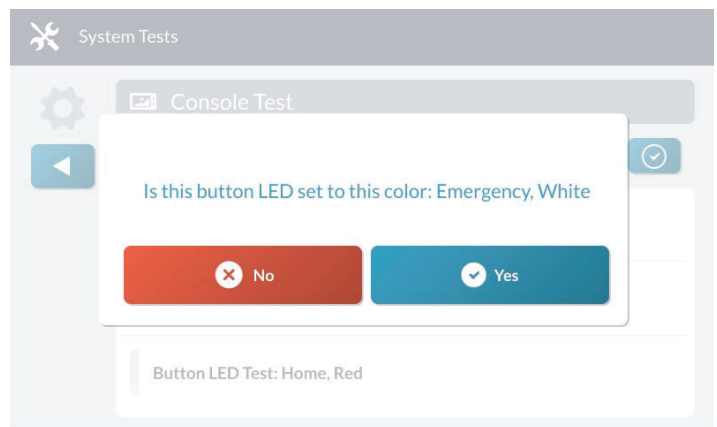 System Tests
Console Test
Is this button LED set to this color: Emergency, White
No
Yes
Button LED Test: Home, Red